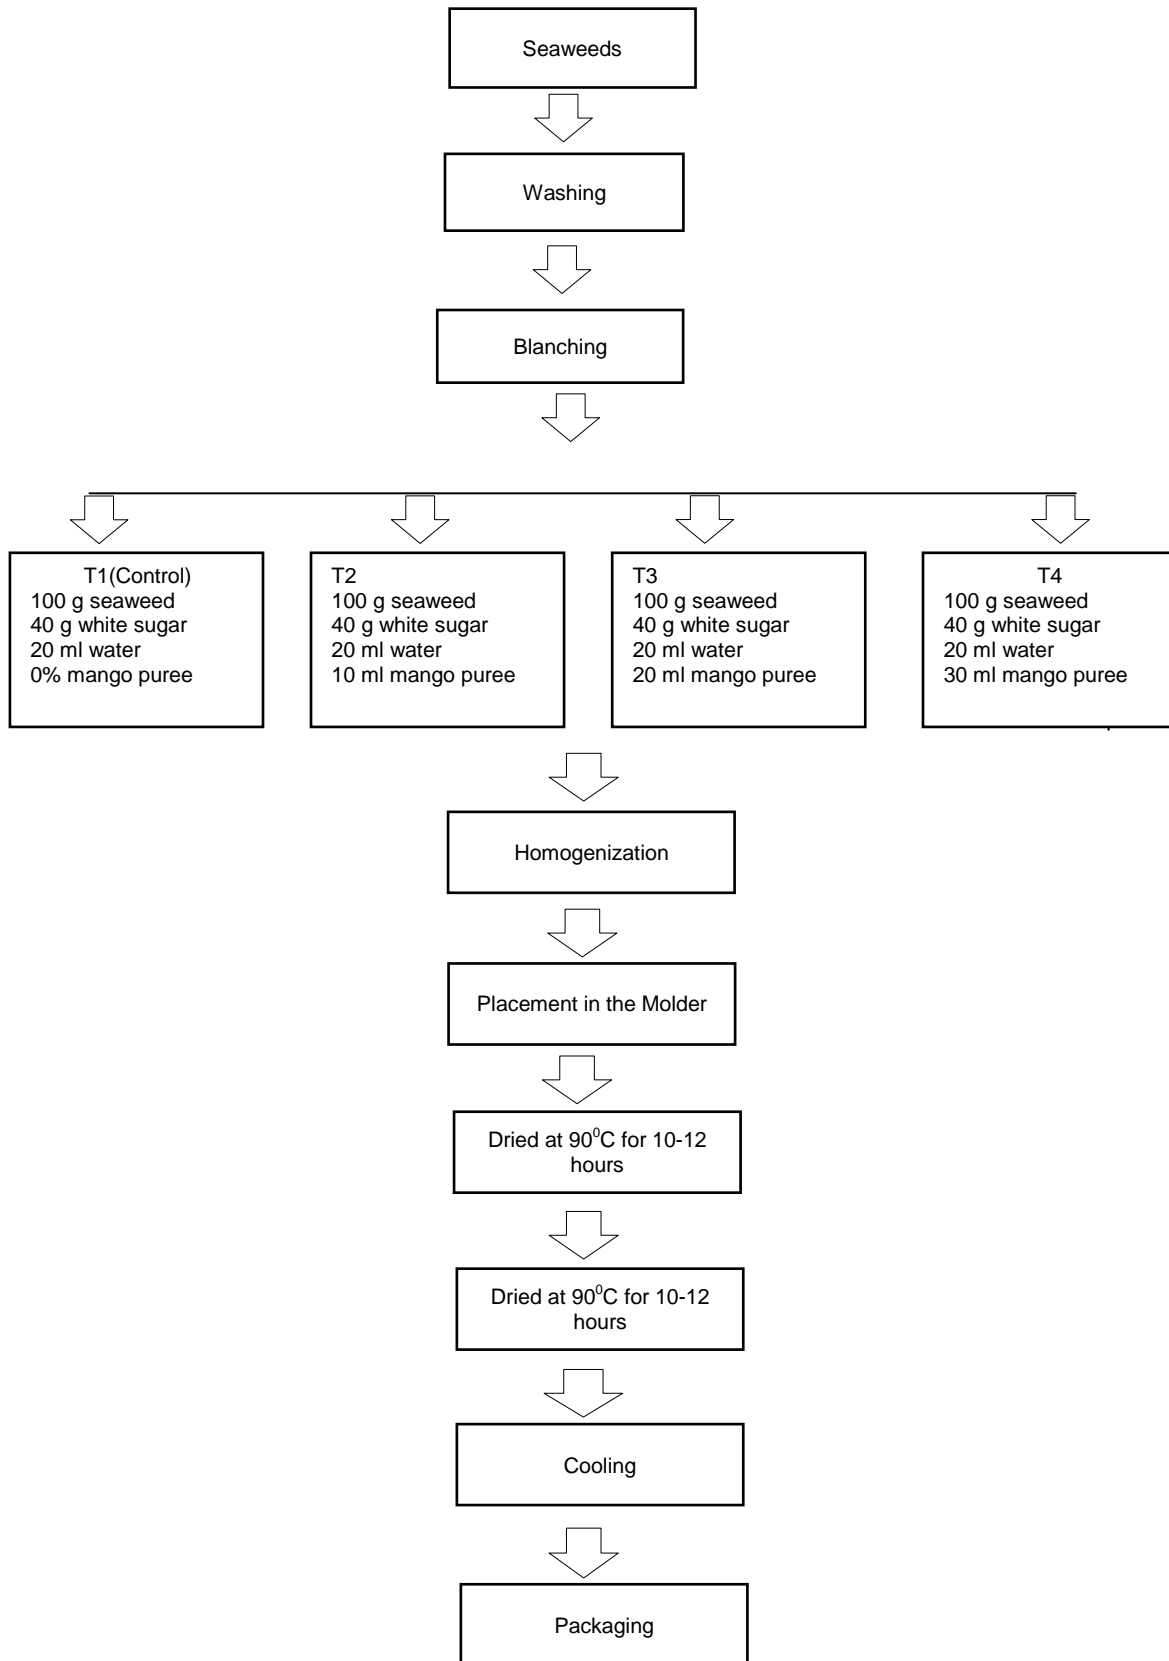 Seaweeds
Washing
Blanching
T1(Control)
100 g seaweed
40 g white sugar
20 ml water
0% mango puree
T2
100 g seaweed
40 g white sugar
20 ml water
10 ml mango puree
T3
100 g seaweed
40 g white sugar
20 ml water
20 ml mango puree
T4
100 g seaweed
40 g white sugar
20 ml water
30 ml mango puree
Homogenization
Placement in the Molder
Dried at 90⁰C for 10-12
hours
Dried at 90⁰C for 10-12
hours
Cooling
Packaging